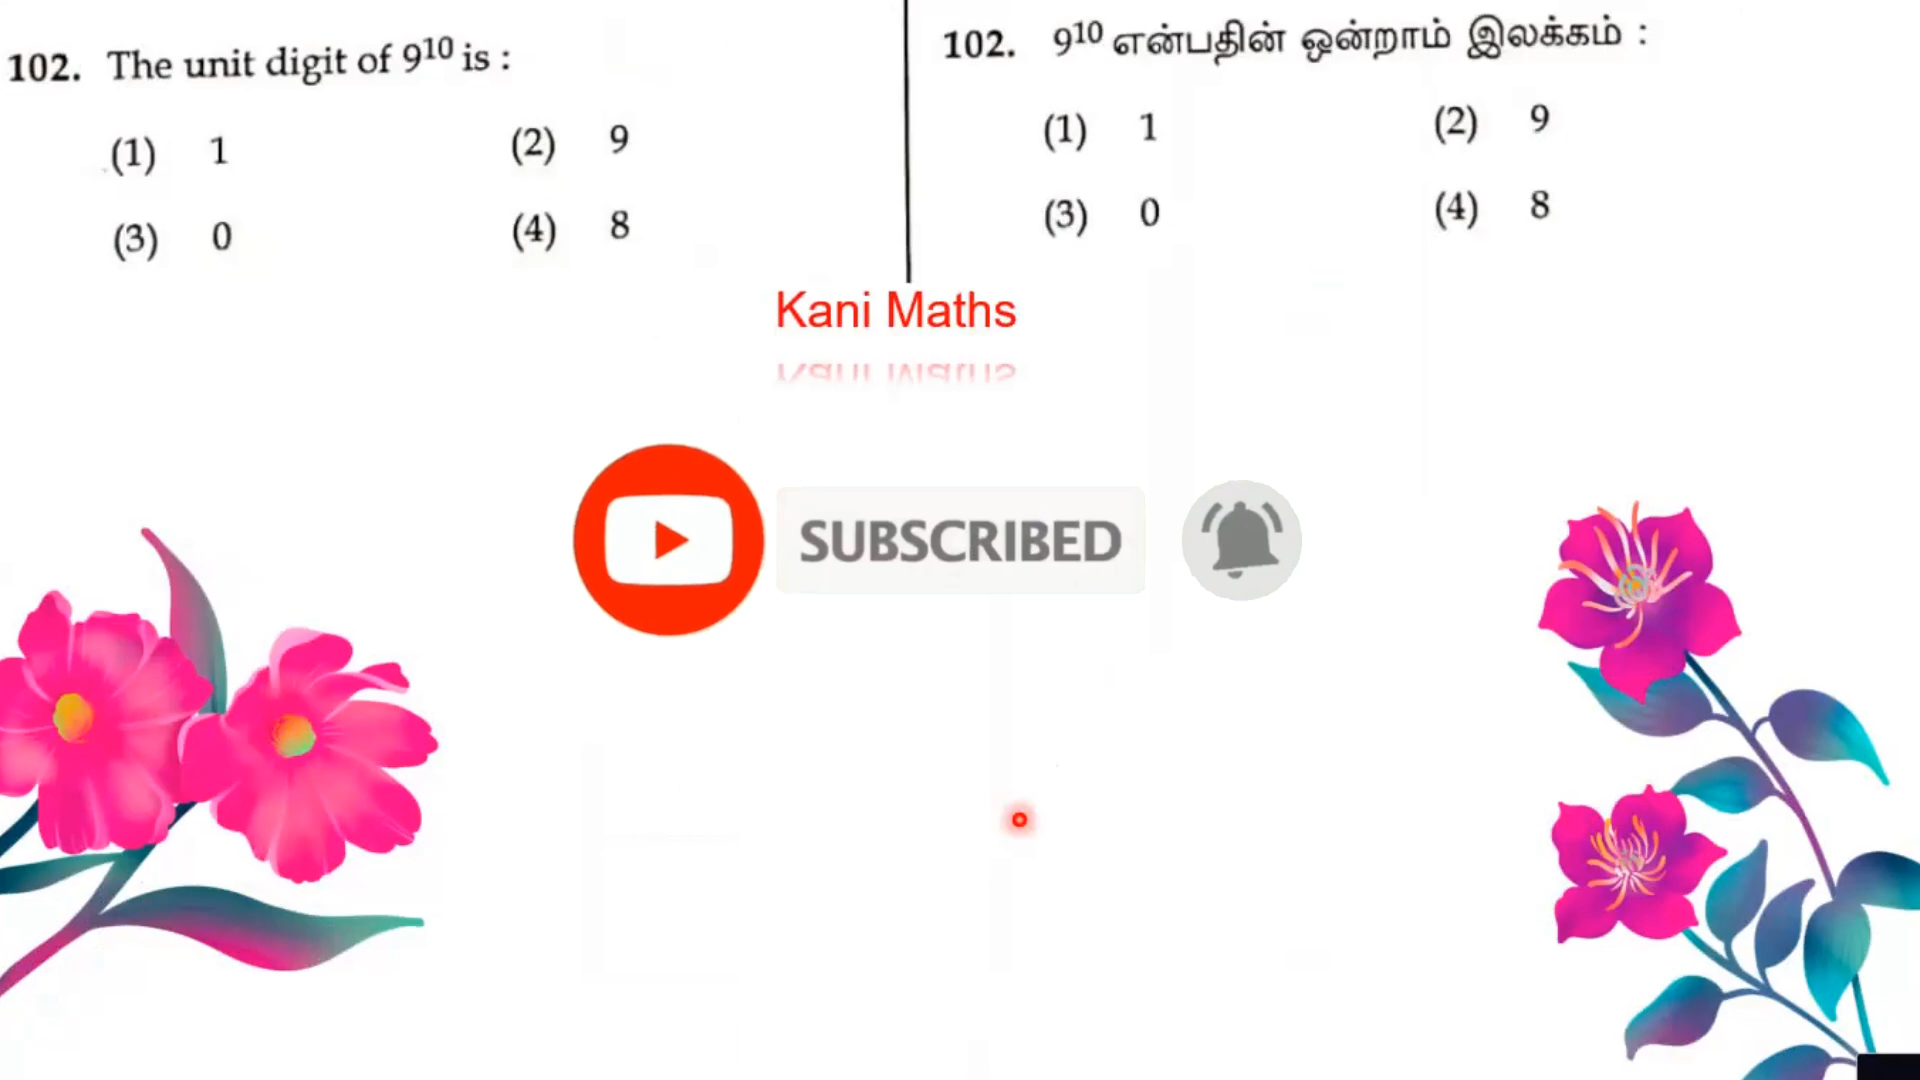 102. The unit digit of 9¹⁰ is :
(1) 1 (2) 9
(3) 0 (4) 8
102. 9¹⁰ என்பதின் ஒன்றாம் இலக்கம் :
(1) 1 (2) 9
(3) 0 (4) 8
Kani Maths
SUBSCRIBED